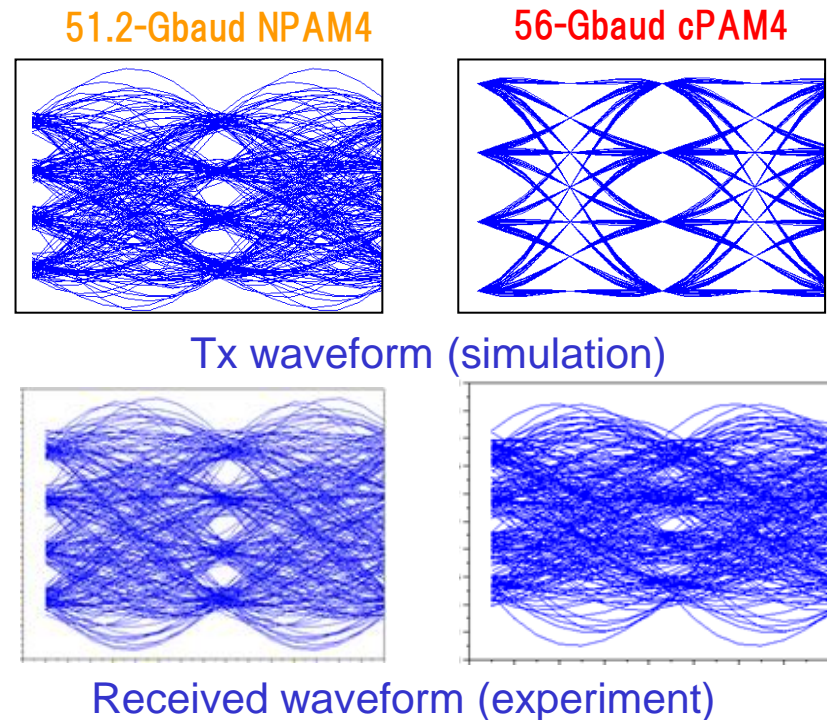 51.2-Gbaud NPAM4
56-Gbaud cPAM4
Tx waveform (simulation)
Received waveform (experiment)